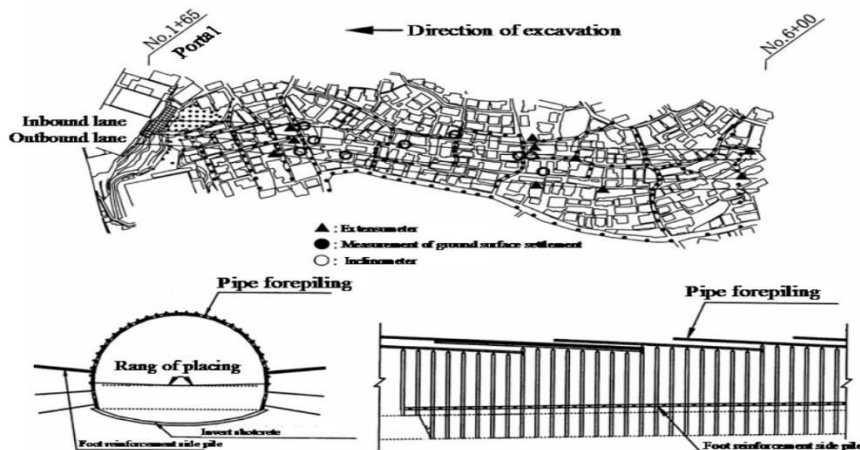 No.1+65
Portal
Direction of excavation
No.6+00
Inbound lane
Outbound lane
▲ : Extensometer
● : Measurement of ground surface settlement
○ : Inclinometer
Pipe forepiling
Rang of placing
Invert shotcrete
Foot reinforcement side pile
Pipe forepiling
Foot reinforcement side pile